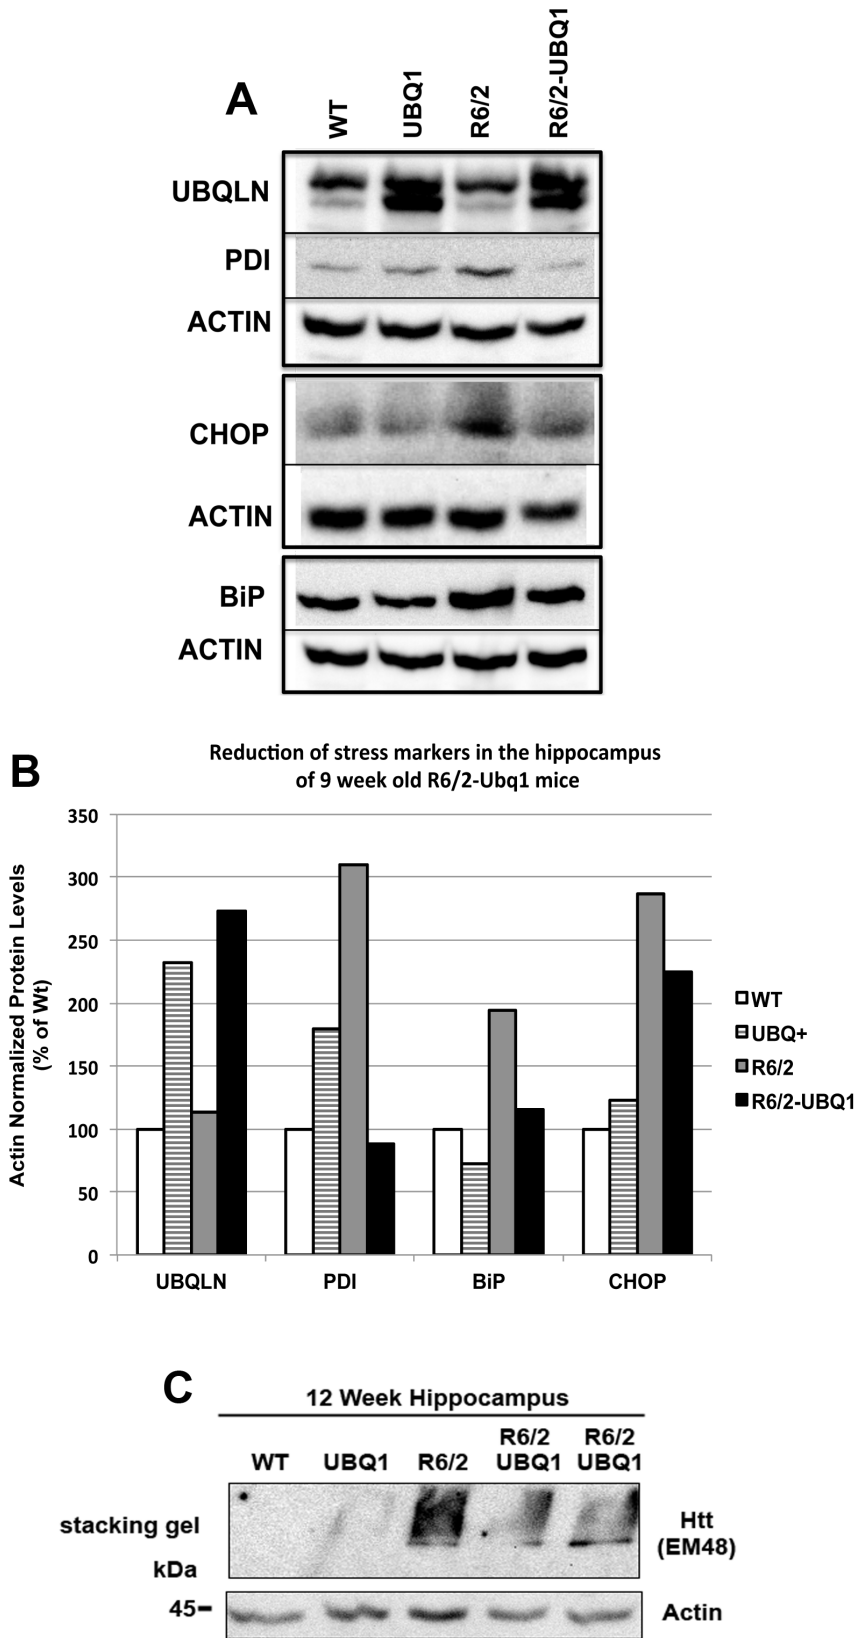 A
WT
UBQ1
R6/2
R6/2-UBQ1
UBQLN
PDI
ACTIN
CHOP
ACTIN
BiP
ACTIN
B
Reduction of stress markers in the hippocampus
of 9 week old R6/2-Ubq1 mice
Actin Normalized Protein Levels
(% of Wt)
350
300
250
200
150
100
50
0
UBQLN
PDI
BiP
CHOP
WT
UBQ+
R6/2
R6/2-UBQ1
C
12 Week Hippocampus
WT
UBQ1
R6/2
R6/2
UBQ1
R6/2
UBQ1
stacking gel
kDa
45
Htt
(EM48)
Actin